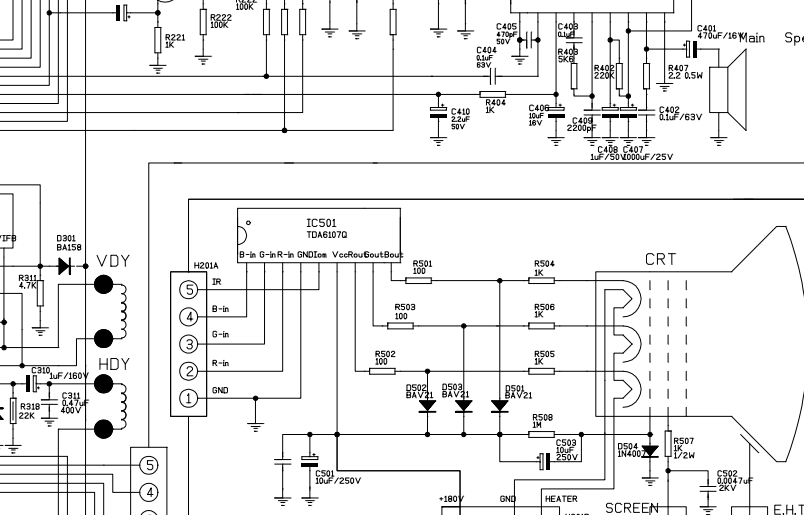 R222
100K
R222
100K
R221
1K
C405
470pF
50V
C403
0.1uF
R403
5K6
C404
0.1uF
63V
R402
220K
C401
470uF/16V
Main
Spe
R407
2.2 0.5W
R404
1K
C410
2.2uF
50V
C406
10uF
16V
C409
2200pF
C402
0.1uF/63V
C408
1uF/50V
C407
1000uF/25V
IC501
TDA6107Q
B-in G-in R-in GND Iom Vcc Rout Gout Bout
VIFB
D301
BA158
VDY
R311
4.7K
H201A
5 IR
4 B-in
3 G-in
2 R-in
1 GND
R501
100
R504
1K
R503
100
R506
1K
R502
100
R505
1K
CRT
HDY
C310
1uF/160V
C311
0.47uF
400V
R318
22K
D502
BAV21
D503
BAV21
D501
BAV21
R508
1M
C503
10uF
250V
D504
1N4007
R507
1K
1/2W
C501
10uF/250V
C502
0.0047uF
2KV
5
4
+180V
GND
HEATER
SCREEN
E.H.T